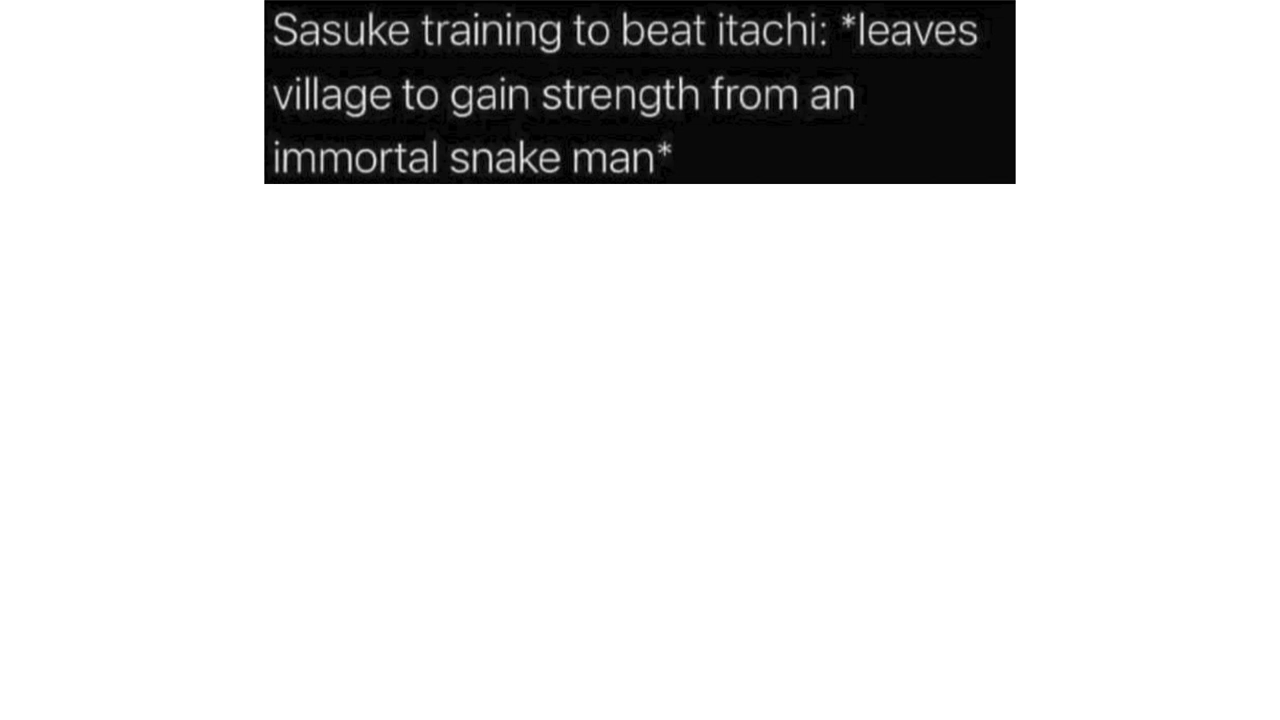 Sasuke training to beat itachi: *leaves
village to gain strength from an
immortal snake man*